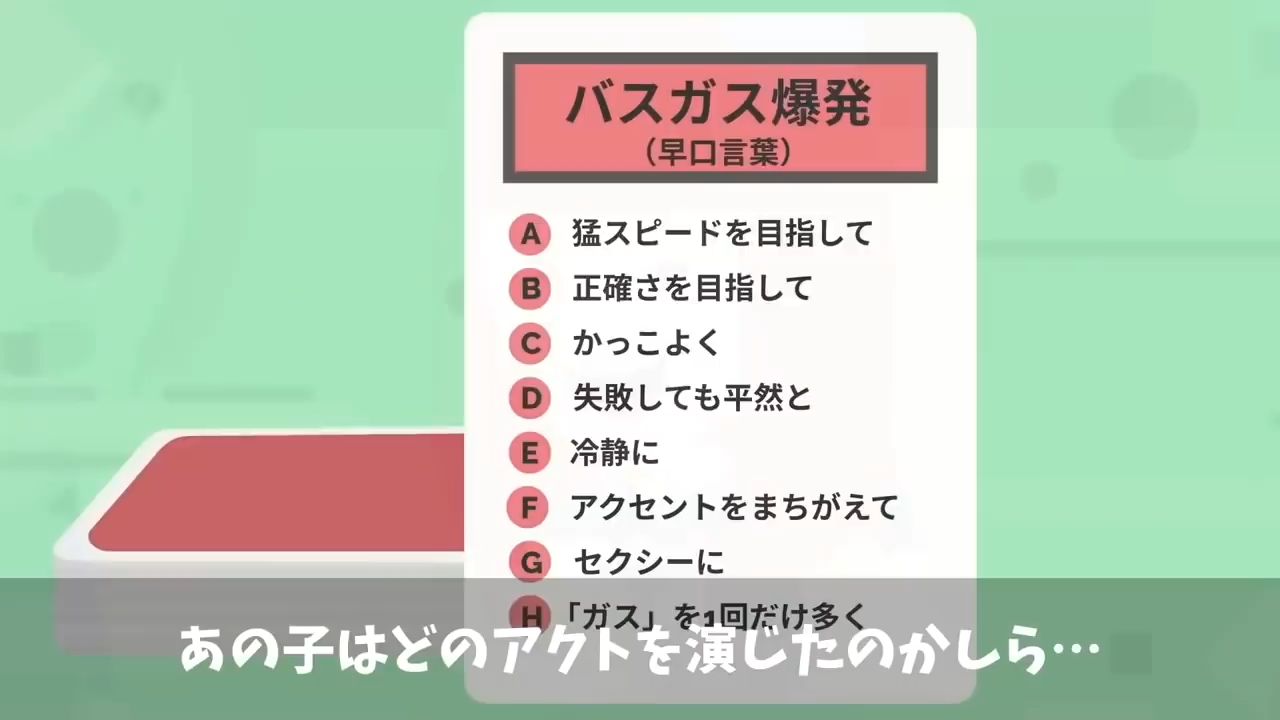 バスガス爆発
（早口言葉）
A 猛スピードを目指して
B 正確さを目指して
C かっこよく
D 失敗しても平然と
E 冷静に
F アクセントをまちがえて
G セクシーに
H 「ガス」を1回だけ多く
あの子はどのアクトを演じたのかしら…